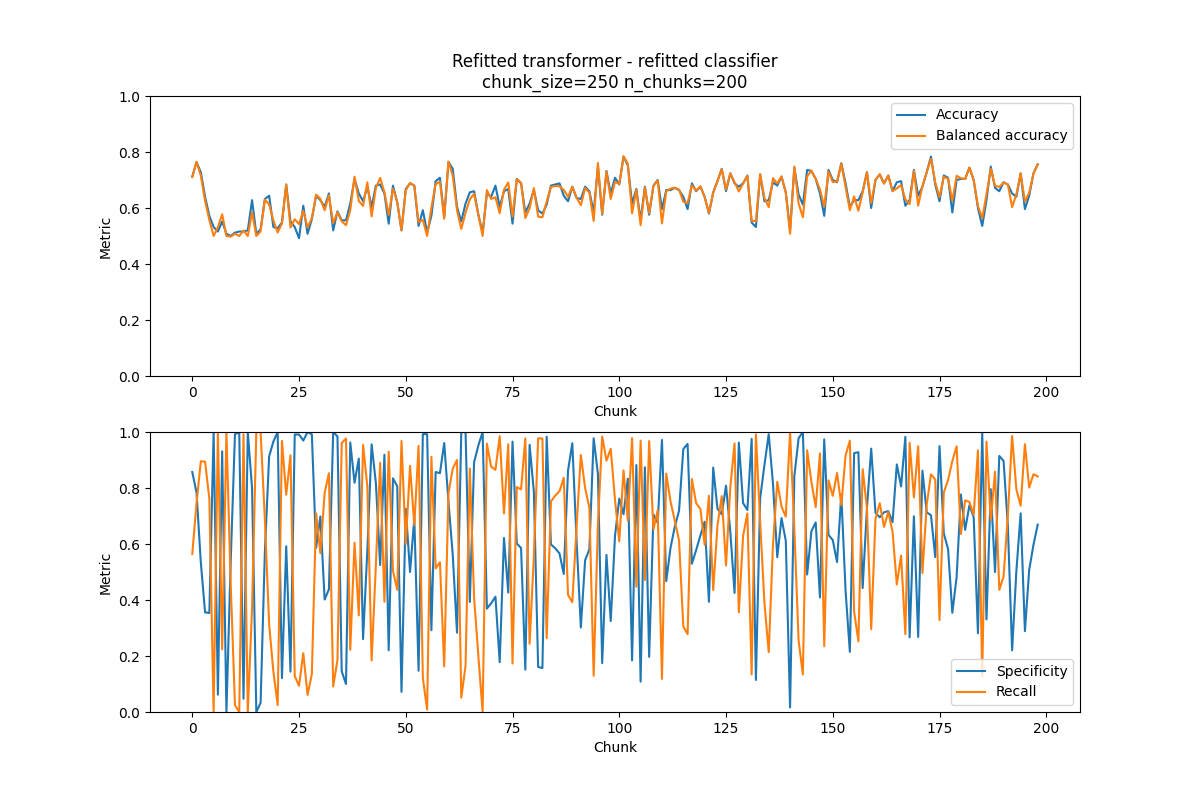 Refitted transformer - refitted classifier
chunk_size=250 n_chunks=200
1.0
0.8
0.6
0.4
0.2
0.0
Metric
Accuracy
Balanced accuracy
0 25 50 75 100 125 150 175 200
Chunk
1.0
0.8
0.6
0.4
0.2
0.0
Metric
Specificity
Recall
0 25 50 75 100 125 150 175 200
Chunk